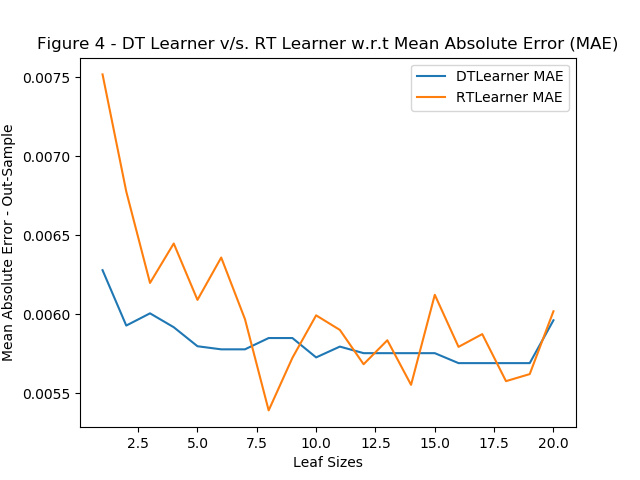 Figure 4 - DT Learner v/s. RT Learner w.r.t Mean Absolute Error (MAE)
DTLearner MAE
RTLearner MAE
Mean Absolute Error - Out-Sample
0.0075
0.0070
0.0065
0.0060
0.0055
2.5 5.0 7.5 10.0 12.5 15.0 17.5 20.0
Leaf Sizes